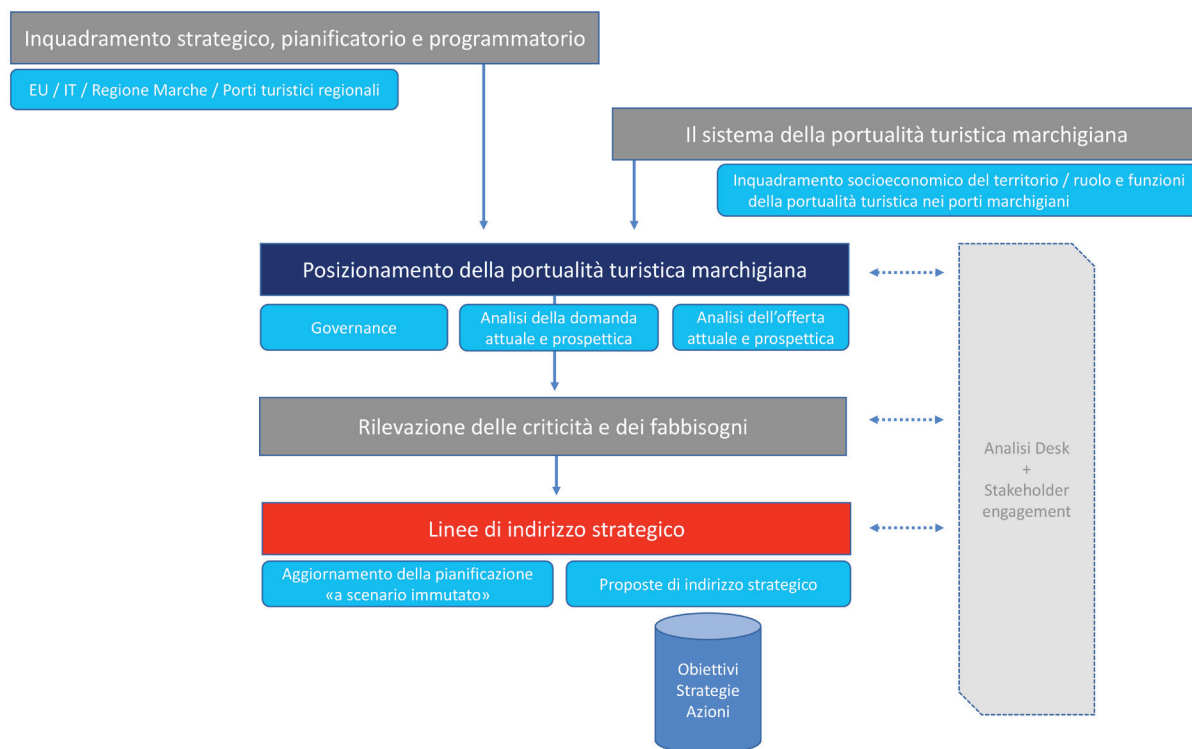 Inquadramento strategico, pianificatorio e programmatorio
EU / IT / Regione Marche / Porti turistici regionali
Il sistema della portualità turistica marchigiana
Inquadramento socioeconomico del territorio / ruolo e funzioni
della portualità turistica nei porti marchigiani
Posizionamento della portualità turistica marchigiana
Governance
Analisi della domanda
attuale e prospettica
Analisi dell’offerta
attuale e prospettica
Rilevazione delle criticità e dei fabbisogni
Linee di indirizzo strategico
Aggiornamento della pianificazione
«a scenario immutato»
Proposte di indirizzo strategico
Obiettivi
Strategie
Azioni
Analisi Desk
+
Stakeholder
engagement